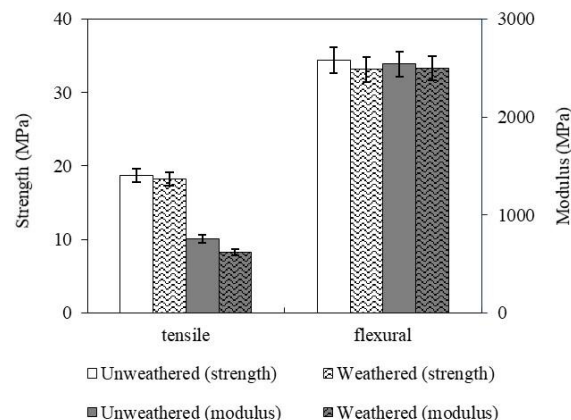 40
30
20
10
0
Strength (MPa)
3000
2000
1000
0
Modulus (MPa)
tensile
flexural
Unweathered (strength)
Weathered (strength)
Unweathered (modulus)
Weathered (modulus)